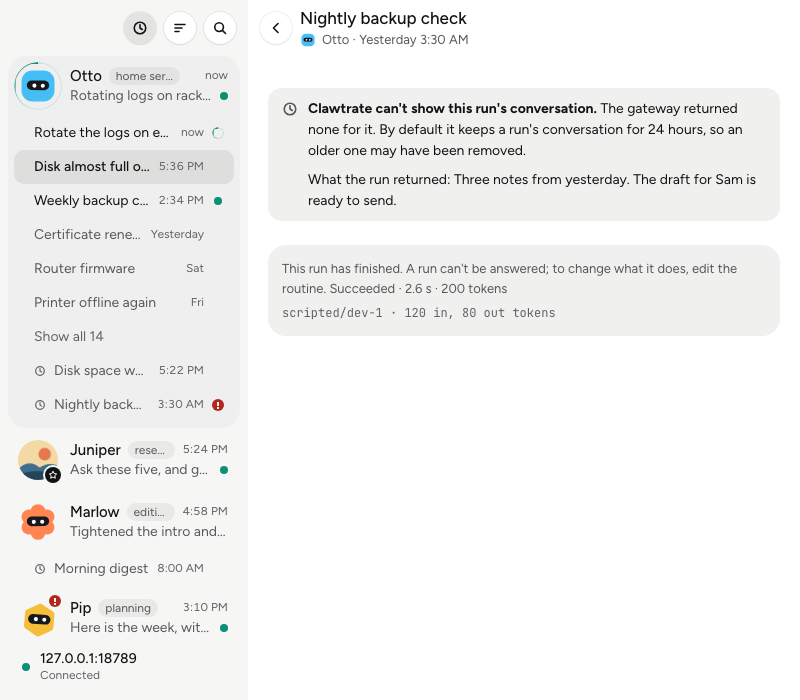 Otto home ser... now
Rotating logs on rack...
Rotate the logs on e... now
Disk almost full o... 5:36 PM
Weekly backup c... 2:34 PM
Certificate rene... Yesterday
Router firmware Sat
Printer offline again Fri
Show all 14
Disk space w... 5:22 PM
Nightly back... 3:30 AM
Juniper rese... 5:24 PM
Ask these five, and g...
Marlow editi... 4:58 PM
Tightened the intro and...
Morning digest 8:00 AM
Pip planning 3:10 PM
Here is the week, wit...
127.0.0.1:18789
Connected
Nightly backup check
Otto · Yesterday 3:30 AM
Clawtrate can't show this run's conversation. The gateway returned
none for it. By default it keeps a run's conversation for 24 hours, so an
older one may have been removed.
What the run returned: Three notes from yesterday. The draft for Sam is
ready to send.
This run has finished. A run can't be answered; to change what it does, edit the
routine. Succeeded · 2.6 s · 200 tokens
scripted/dev-1 · 120 in, 80 out tokens